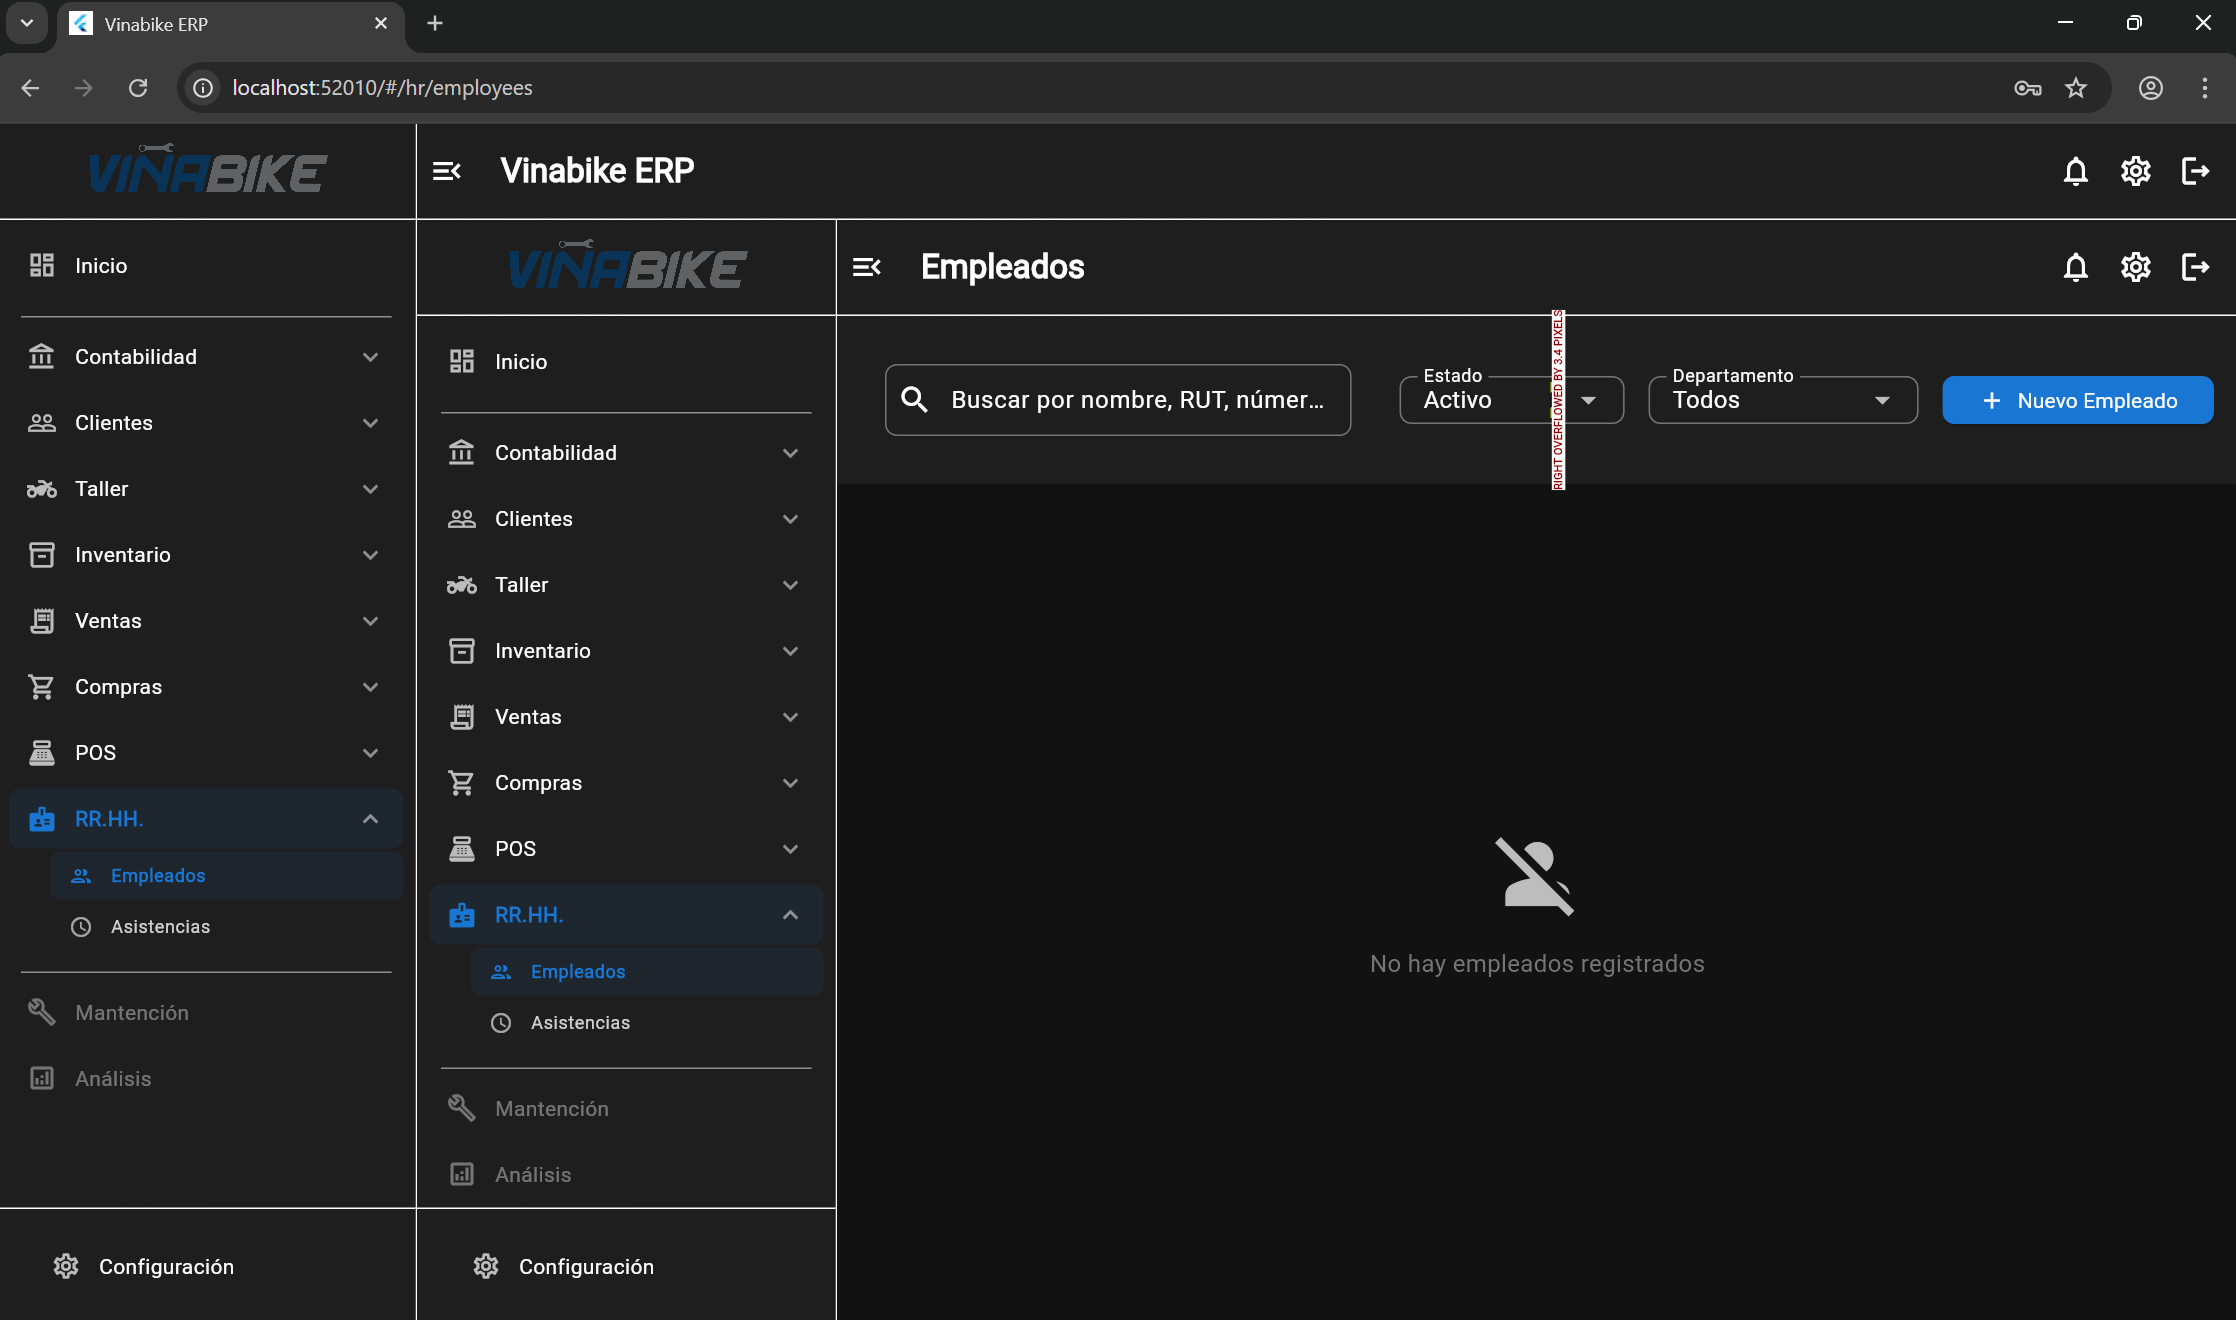 Vinabike ERP
localhost:52010/#/hr/employees
VINABIKE
Vinabike ERP
Inicio
Contabilidad
Clientes
Taller
Inventario
Ventas
Compras
POS
RR.HH.
Empleados
Asistencias
Mantención
Análisis
Configuración
VINABIKE
Empleados
Inicio
Contabilidad
Clientes
Taller
Inventario
Ventas
Compras
POS
RR.HH.
Empleados
Asistencias
Mantención
Análisis
Configuración
Buscar por nombre, RUT, númer...
Estado
Activo
RIGHT OVERFLOWED BY 3.4 PIXELS
Departamento
Todos
+ Nuevo Empleado
No hay empleados registrados